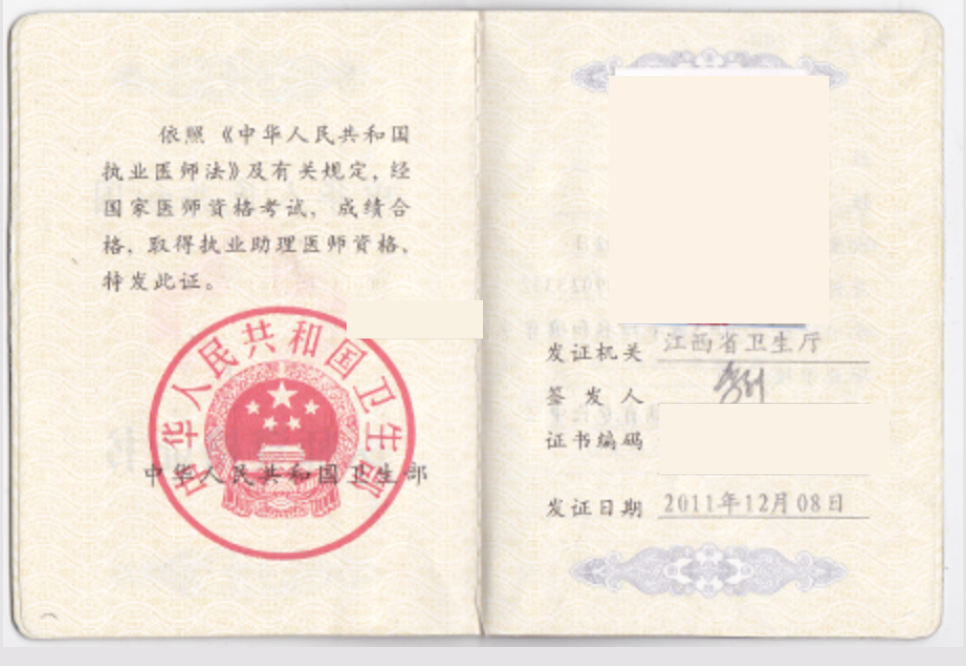 依照《中华人民共和国
执业医师法》及有关规定，经
国家医师资格考试，成绩合
格，取得执业助理医师资格，
特发此证。
中华人民共和国卫生部
中华人民共和国卫生部
发证机关 江西省卫生厅
签发人
证书编码
发证日期 2011年12月08日